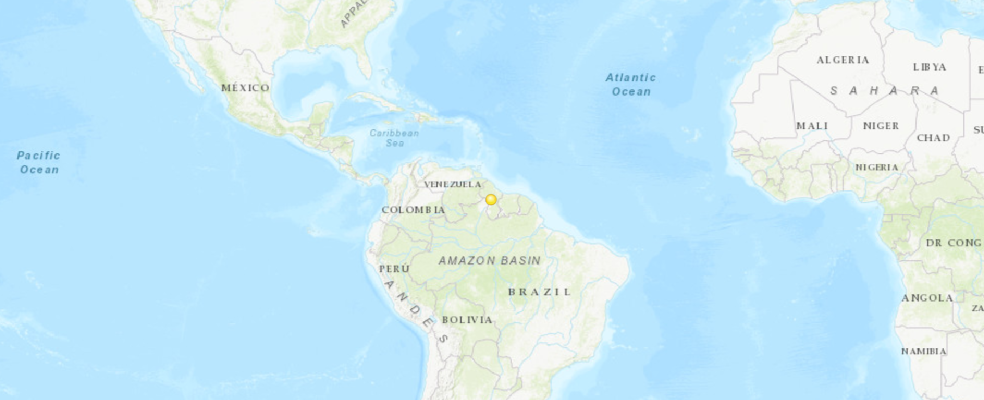 APPAL
ALGERIA
LIBYA
Atlantic
Ocean
MÉXICO
SAHARA
MALI
NIGER
CHAD
SU
Caribbean
Sea
Pacific
Ocean
NIGERIA
VENEZUELA
COLOMBIA
DR CONG
AMAZON BASIN
PERÚ
ANDES
BRAZIL
ANGOLA
ZA
BOLIVIA
NAMIBIA